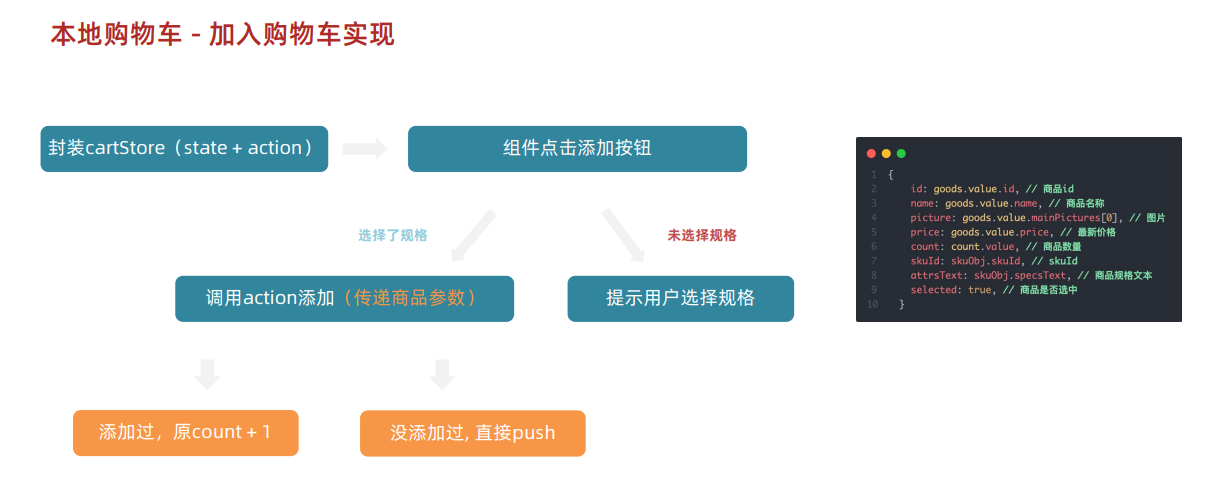 本地购物车 - 加入购物车实现
封装cartStore（state + action）
组件点击添加按钮
选择了规格
未选择规格
调用action添加（传递商品参数）
提示用户选择规格
添加过，原count + 1
没添加过, 直接push
1 {
2 id: goods.value.id, // 商品id
3 name: goods.value.name, // 商品名称
4 picture: goods.value.mainPictures[0], // 图片
5 price: goods.value.price, // 最新价格
6 count: count.value, // 商品数量
7 skuId: skuObj.skuId, // skuId
8 attrsText: skuObj.specsText, // 商品规格文本
9 selected: true, // 商品是否选中
10 }